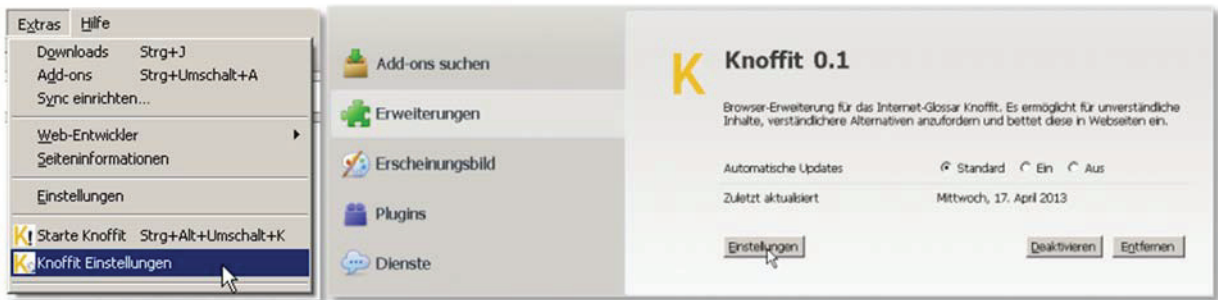 Extras Hilfe
Downloads Strg+J
Add-ons Strg+Umschalt+A
Sync einrichten...
Web-Entwickler
Seiteninformationen
Einstellungen
K! Starte Knoffit Strg+Alt+Umschalt+K
K Knoffit Einstellungen
Add-ons suchen
Erweiterungen
Erscheinungsbild
Plugins
Dienste
K Knoffit 0.1
Browser-Erweiterung für das Internet-Glossar Knoffit. Es ermöglicht für unverständliche
Inhalte, verständlichere Alternativen anzufordern und bettet diese in Webseiten ein.
Automatische Updates Standard Ein Aus
Zuletzt aktualisiert Mittwoch, 17. April 2013
Einstellungen Deaktivieren Entfernen